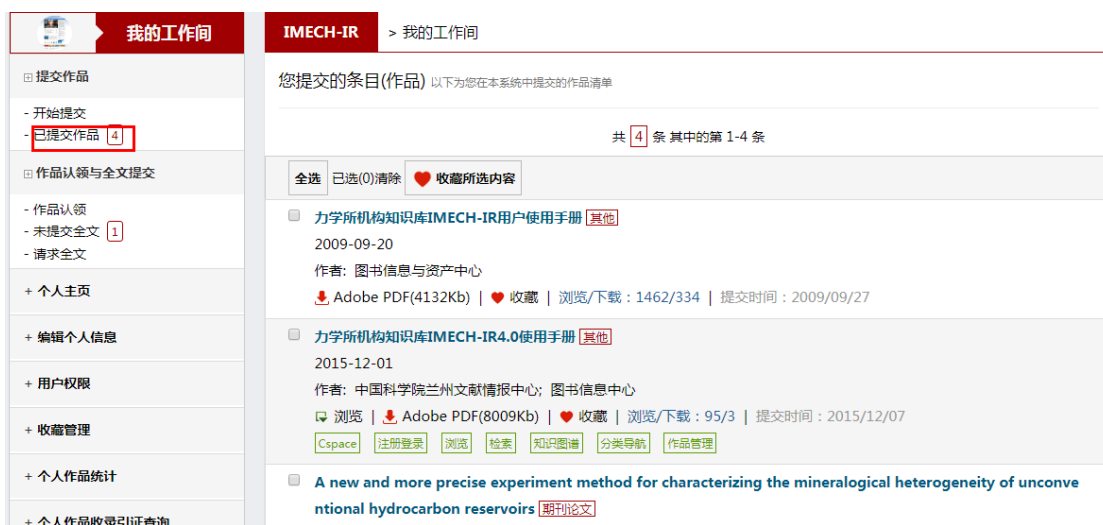 我的工作间
提交作品
- 开始提交
- 已提交作品 4
作品认领与全文提交
- 作品认领
- 未提交全文 1
- 请求全文
+ 个人主页
+ 编辑个人信息
+ 用户权限
+ 收藏管理
+ 个人作品统计
+ 个人作品收录引证查询
IMECH-IR > 我的工作间
您提交的条目(作品) 以下为您在本系统中提交的作品清单
共 4 条 其中的第 1-4 条
全选 已选(0)清除 收藏所选内容
力学所机构知识库IMECH-IR用户使用手册 其他
2009-09-20
作者: 图书信息与资产中心
Adobe PDF(4132Kb) | 收藏 | 浏览/下载：1462/334 | 提交时间：2009/09/27
力学所机构知识库IMECH-IR4.0使用手册 其他
2015-12-01
作者: 中国科学院兰州文献情报中心; 图书信息中心
浏览 | Adobe PDF(8009Kb) | 收藏 | 浏览/下载：95/3 | 提交时间：2015/12/07
Cspace 注册登录 浏览 检索 知识图谱 分类导航 作品管理
A new and more precise experiment method for characterizing the mineralogical heterogeneity of unconve
ntional hydrocarbon reservoirs 期刊论文